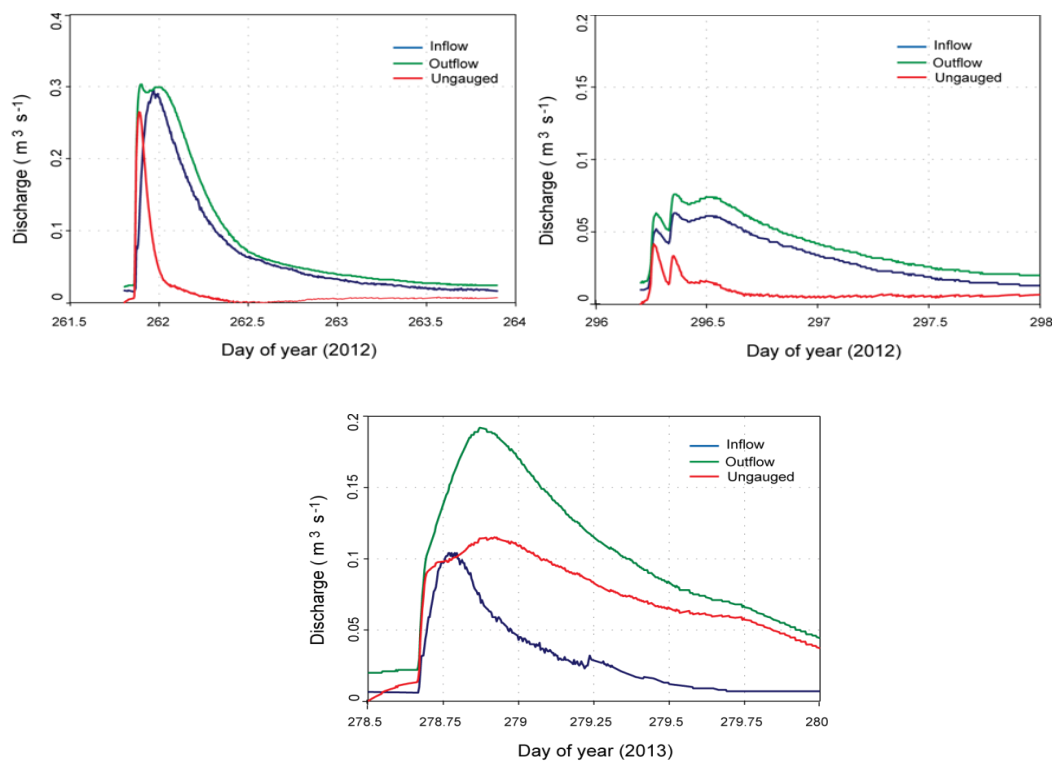 0.4
0.3
0.2
0.1
0
Discharge ( m³ s⁻¹)
Inflow
Outflow
Ungauged
261.5 262 262.5 263 263.5 264
Day of year (2012)
0.2
0.15
0.1
0.05
0
Discharge ( m³ s⁻¹)
Inflow
Outflow
Ungauged
296 296.5 297 297.5 298
Day of year (2012)
0.2
0.15
0.1
0.05
0
Discharge ( m³ s⁻¹)
Inflow
Outflow
Ungauged
278.5 278.75 279 279.25 279.5 279.75 280
Day of year (2013)